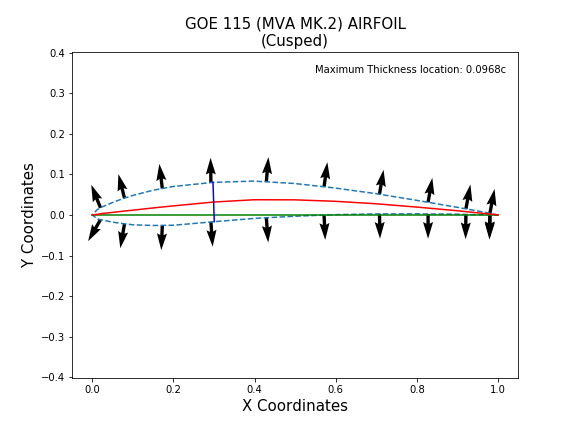 GOE 115 (MVA MK.2) AIRFOIL
(Cusped)
Maximum Thickness location: 0.0968c
Y Coordinates
0.4
0.3
0.2
0.1
0.0
−0.1
−0.2
−0.3
−0.4
0.0 0.2 0.4 0.6 0.8 1.0
X Coordinates